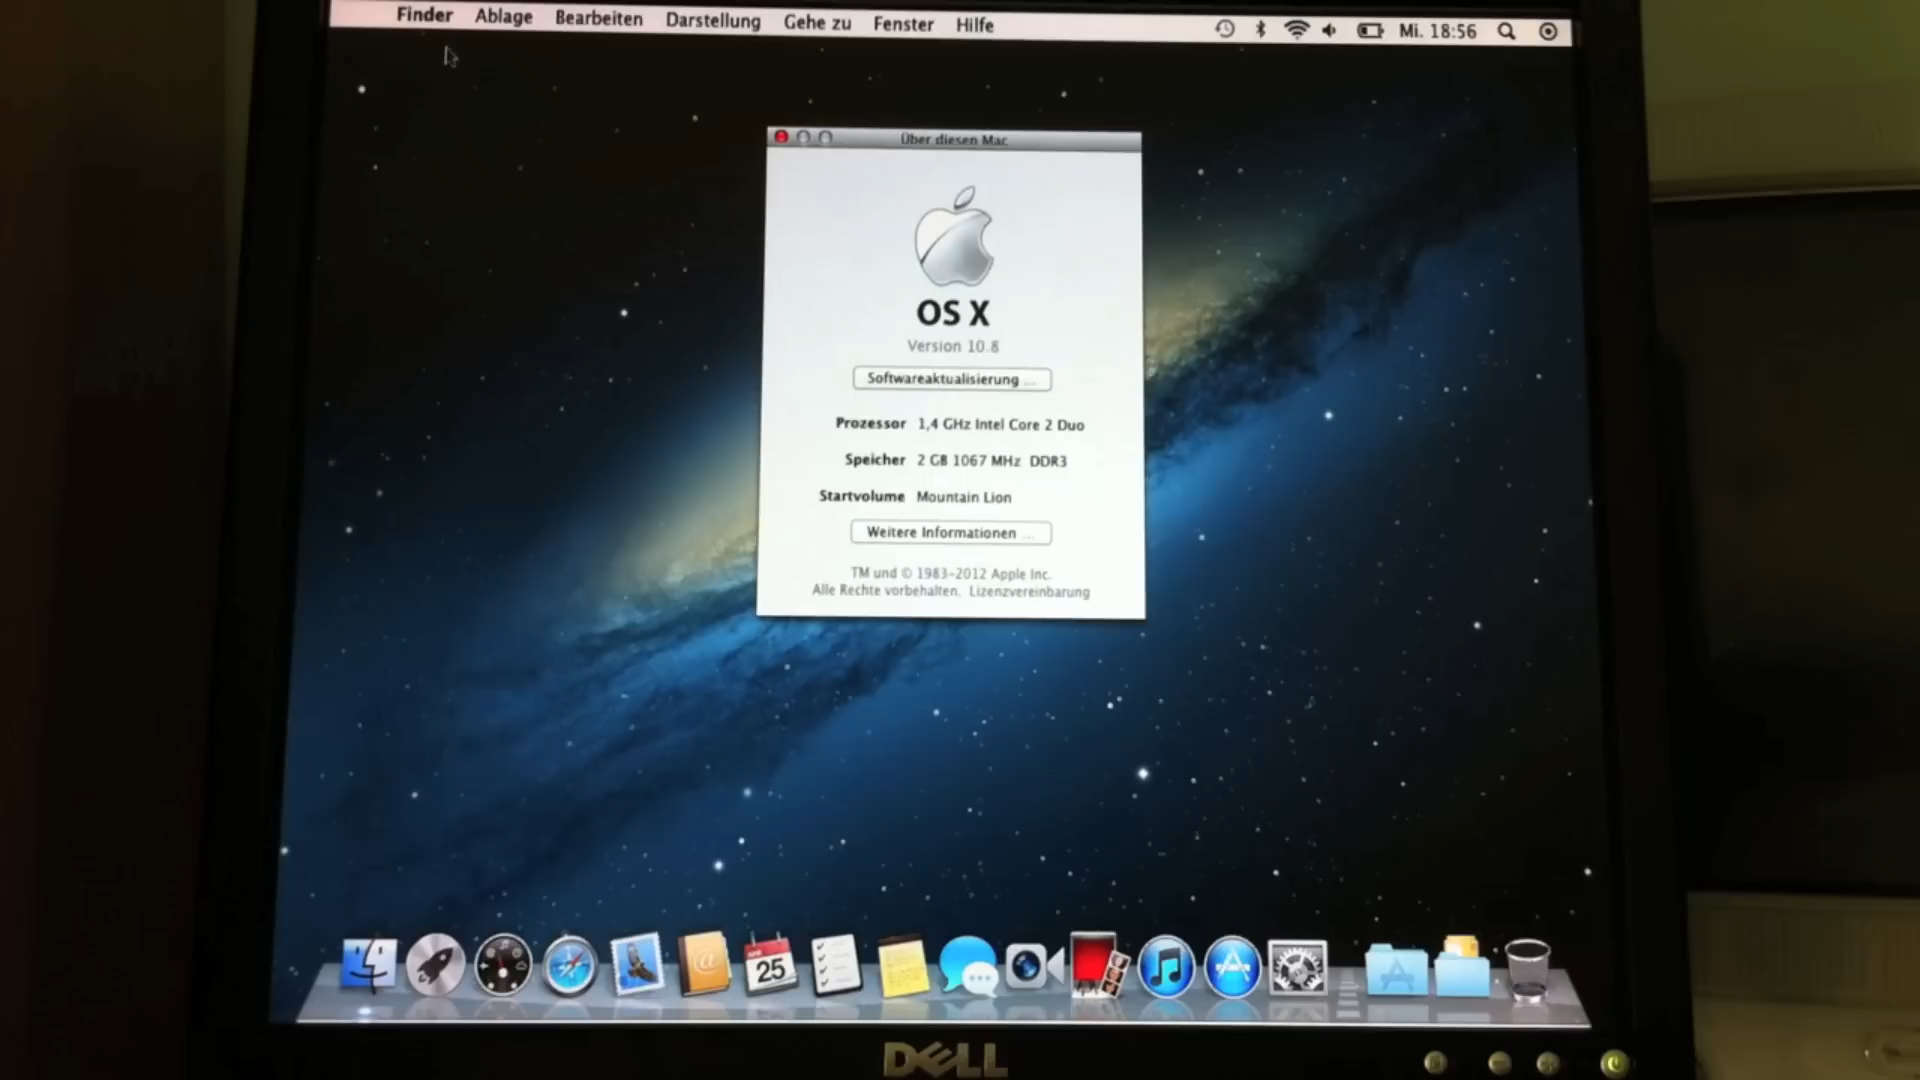 Finder Ablage Bearbeiten Darstellung Gehe zu Fenster Hilfe
Mi. 18:56
Über diesen Mac
OS X
Version 10.8
Softwareaktualisierung ...
Prozessor 1,4 GHz Intel Core 2 Duo
Speicher 2 GB 1067 MHz DDR3
Startvolume Mountain Lion
Weitere Informationen ...
TM und © 1983-2012 Apple Inc.
Alle Rechte vorbehalten. Lizenzvereinbarung
25
DELL